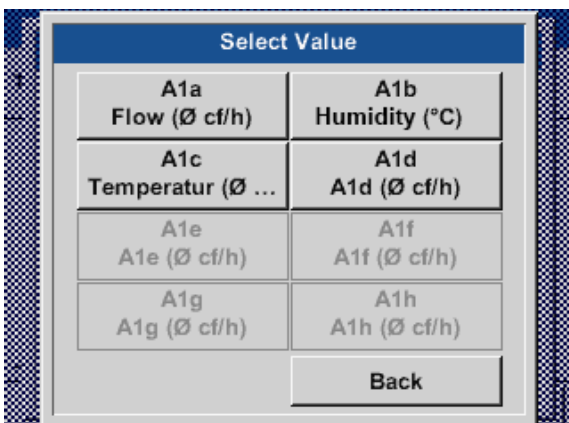 Select Value
A1a
Flow (Ø cf/h)
A1b
Humidity (°C)
A1c
Temperatur (Ø ...
A1d
A1d (Ø cf/h)
A1e
A1e (Ø cf/h)
A1f
A1f (Ø cf/h)
A1g
A1g (Ø cf/h)
A1h
A1h (Ø cf/h)
Back